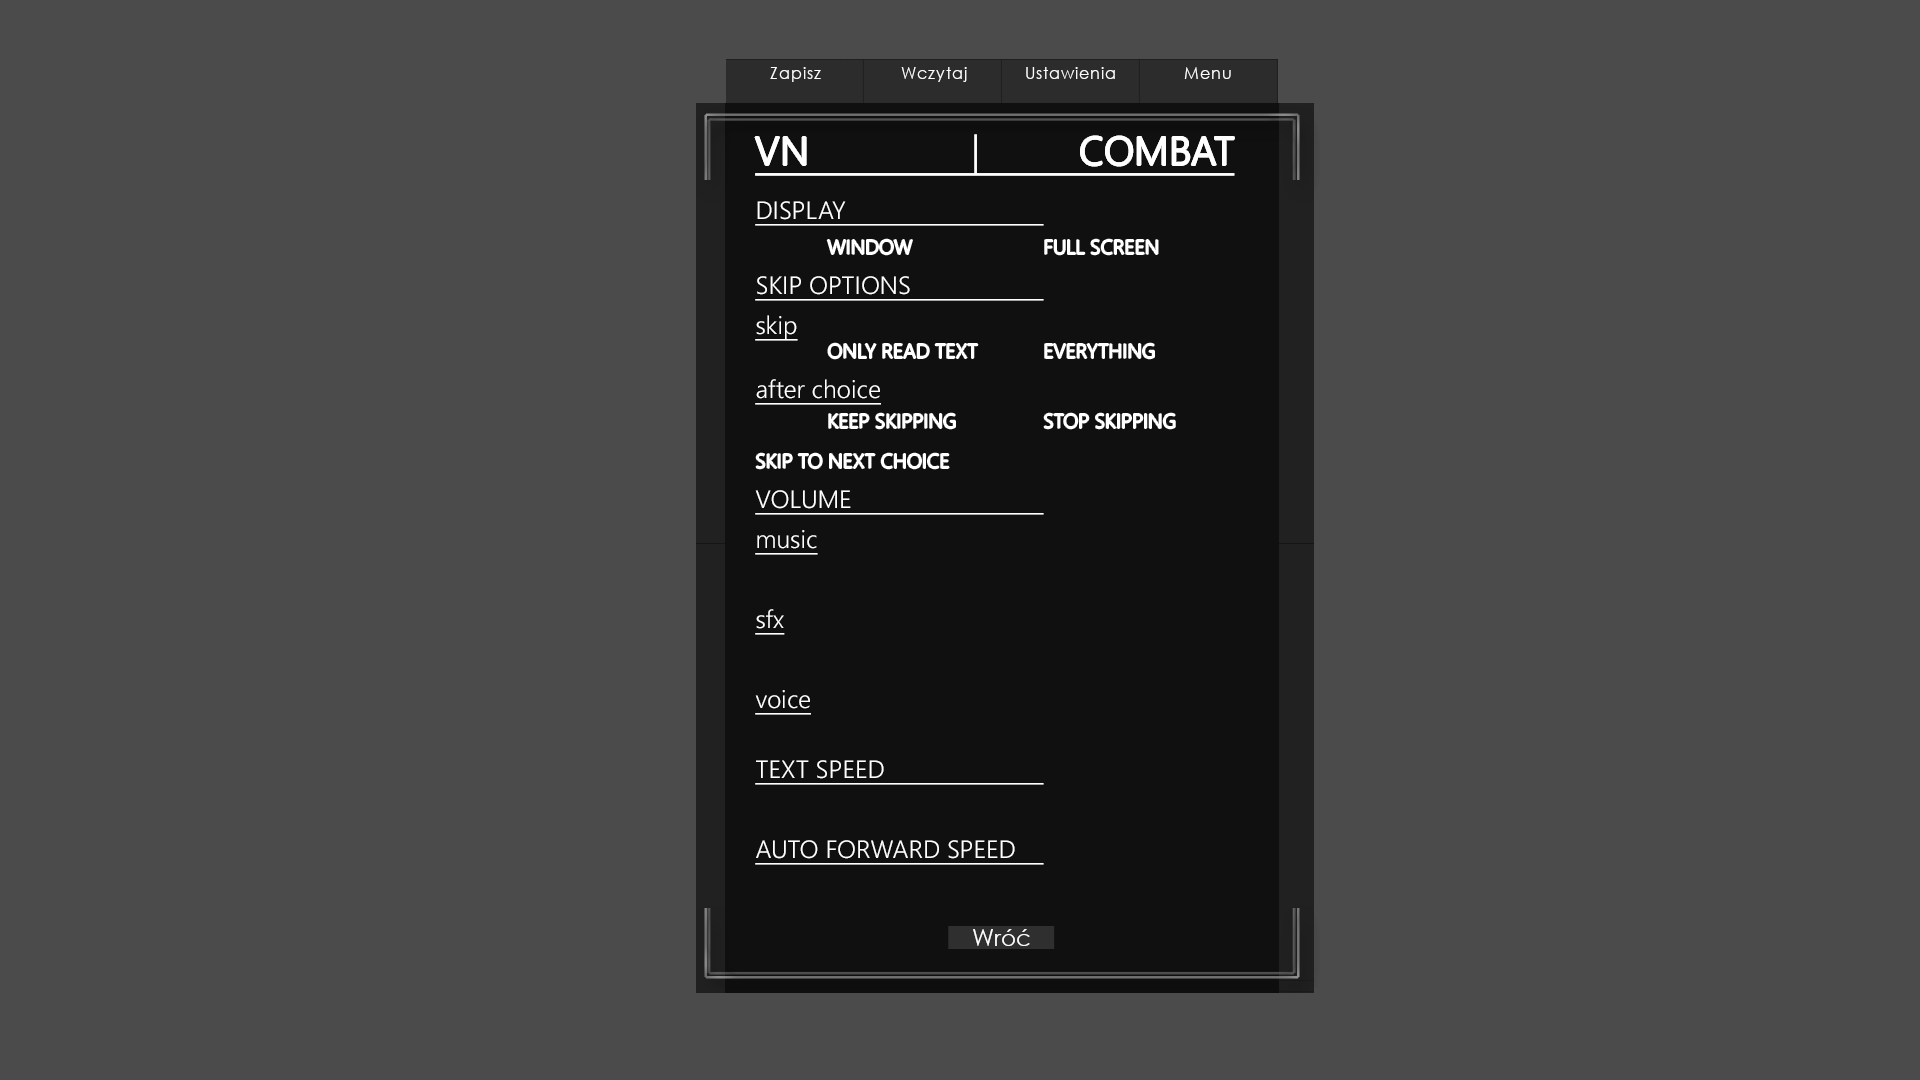 Zapisz Wczytaj Ustawienia Menu
VN COMBAT
DISPLAY
WINDOW FULL SCREEN
SKIP OPTIONS
skip
ONLY READ TEXT EVERYTHING
after choice
KEEP SKIPPING STOP SKIPPING
SKIP TO NEXT CHOICE
VOLUME
music
sfx
voice
TEXT SPEED
AUTO FORWARD SPEED
Wróć